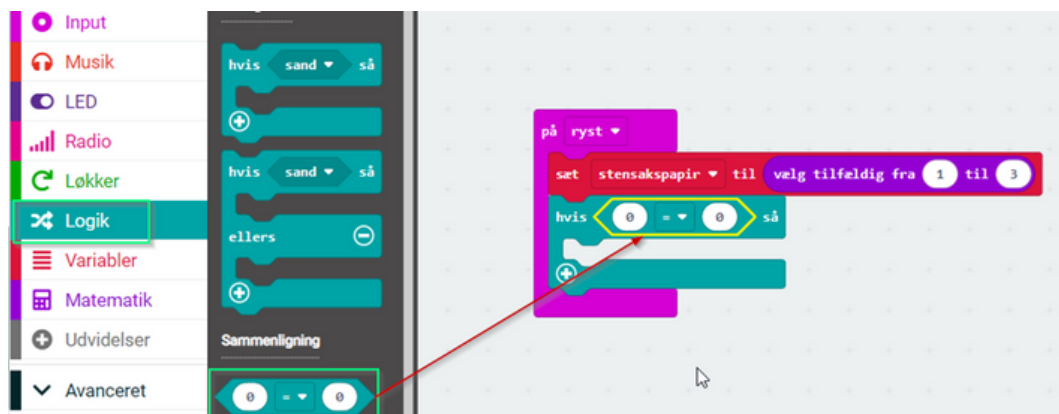 Input
Musik
LED
Radio
Løkker
Logik
Variabler
Matematik
Udvidelser
Avanceret
hvis sand så
hvis sand så
ellers
Sammenligning
0 = 0
på ryst
sæt stensakspapir til vælg tilfældig fra 1 til 3
hvis 0 = 0 så